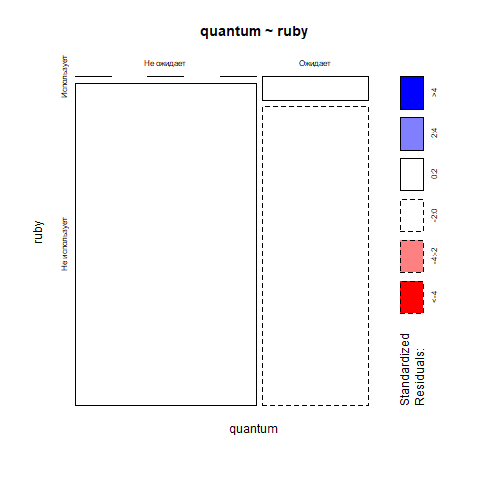 quantum ~ ruby
Не ожидает
Ожидает
Использует
Не использует
ruby
quantum
>4
2:4
0:2
-2:0
-4:-2
<-4
Standardized
Residuals: